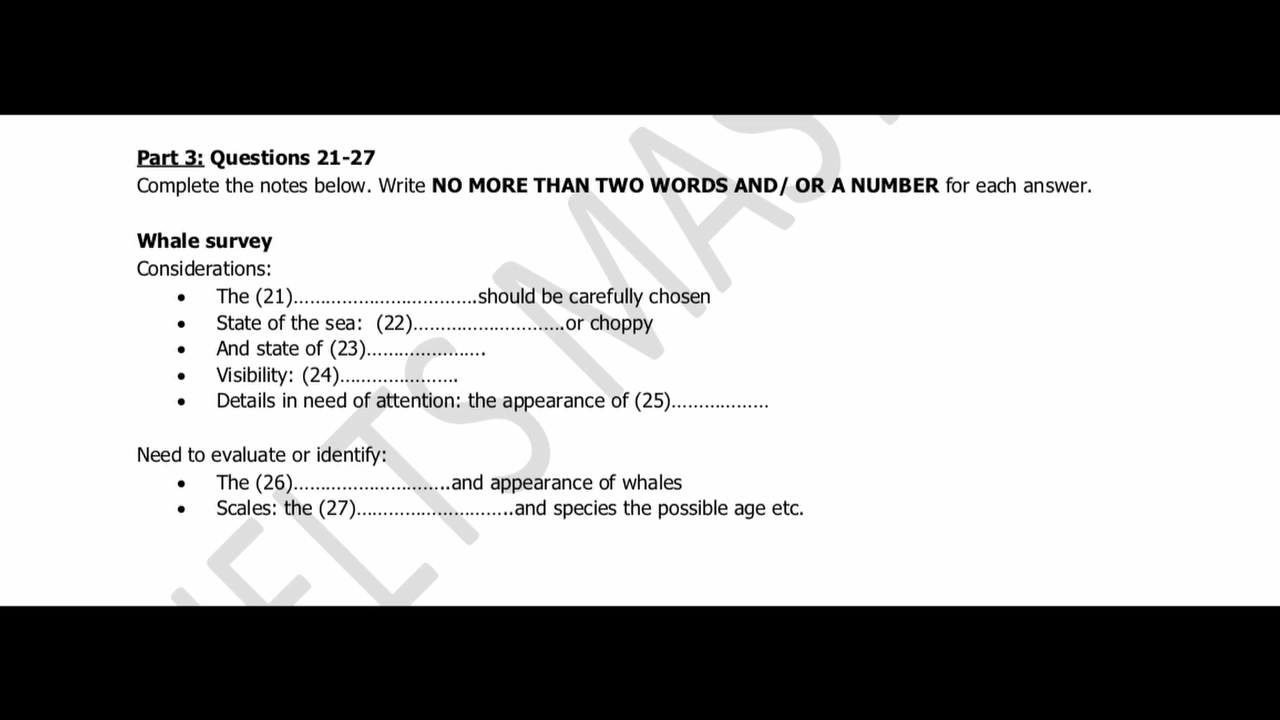 Part 3: Questions 21-27
Complete the notes below. Write NO MORE THAN TWO WORDS AND/ OR A NUMBER for each answer.
Whale survey
Considerations:
• The (21)................................should be carefully chosen
• State of the sea: (22)...........................or choppy
• And state of (23).....................
• Visibility: (24).....................
• Details in need of attention: the appearance of (25).................
Need to evaluate or identify:
• The (26)............................and appearance of whales
• Scales: the (27)............................and species the possible age etc.
IELTS MAST